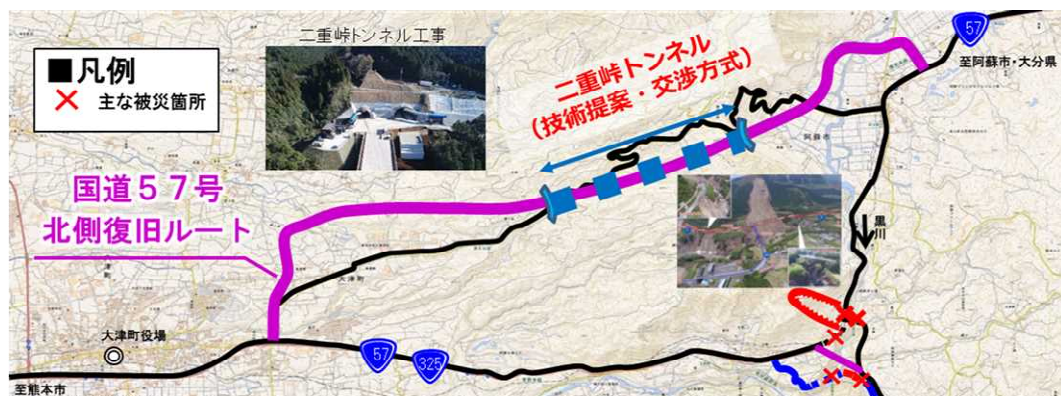 二重峠トンネル工事
■凡例
主な被災箇所
57
至阿蘇市・大分県
二重峠トンネル
(技術提案・交渉方式)
阿蘇市
国道57号
北側復旧ルート
黒川
大津町
大津町
大津町役場
57
325
至熊本市